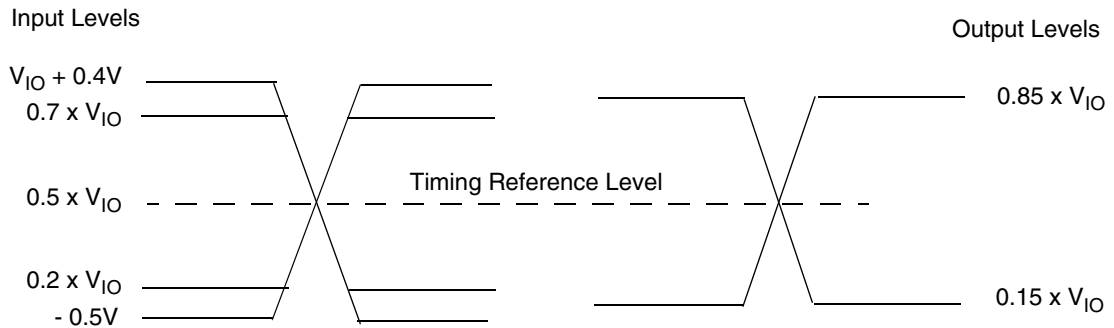 Input Levels
Output Levels
V_IO + 0.4V
0.7 x V_IO
0.85 x V_IO
0.5 x V_IO
Timing Reference Level
0.2 x V_IO
0.15 x V_IO
- 0.5V